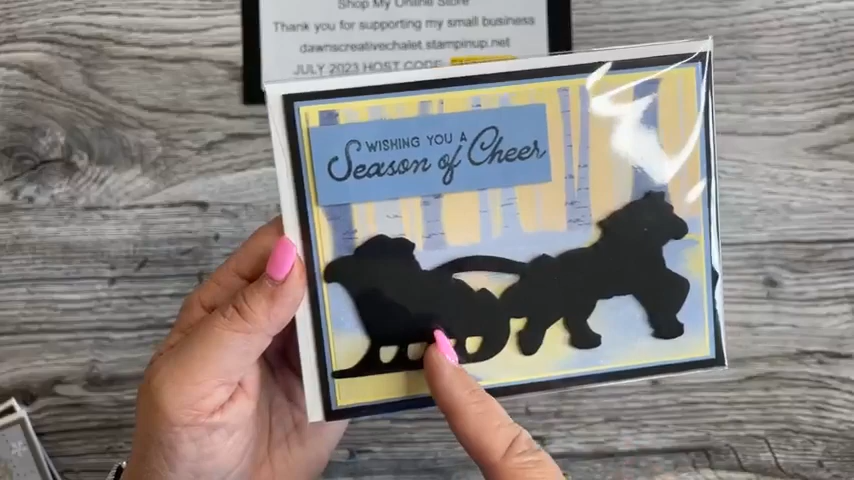 Shop My Online Store
Thank you for supporting my small business
dawnscreativechalet.stampinup.net
JULY 2023 HOST CODE:
WISHING YOU A
Season of Cheer